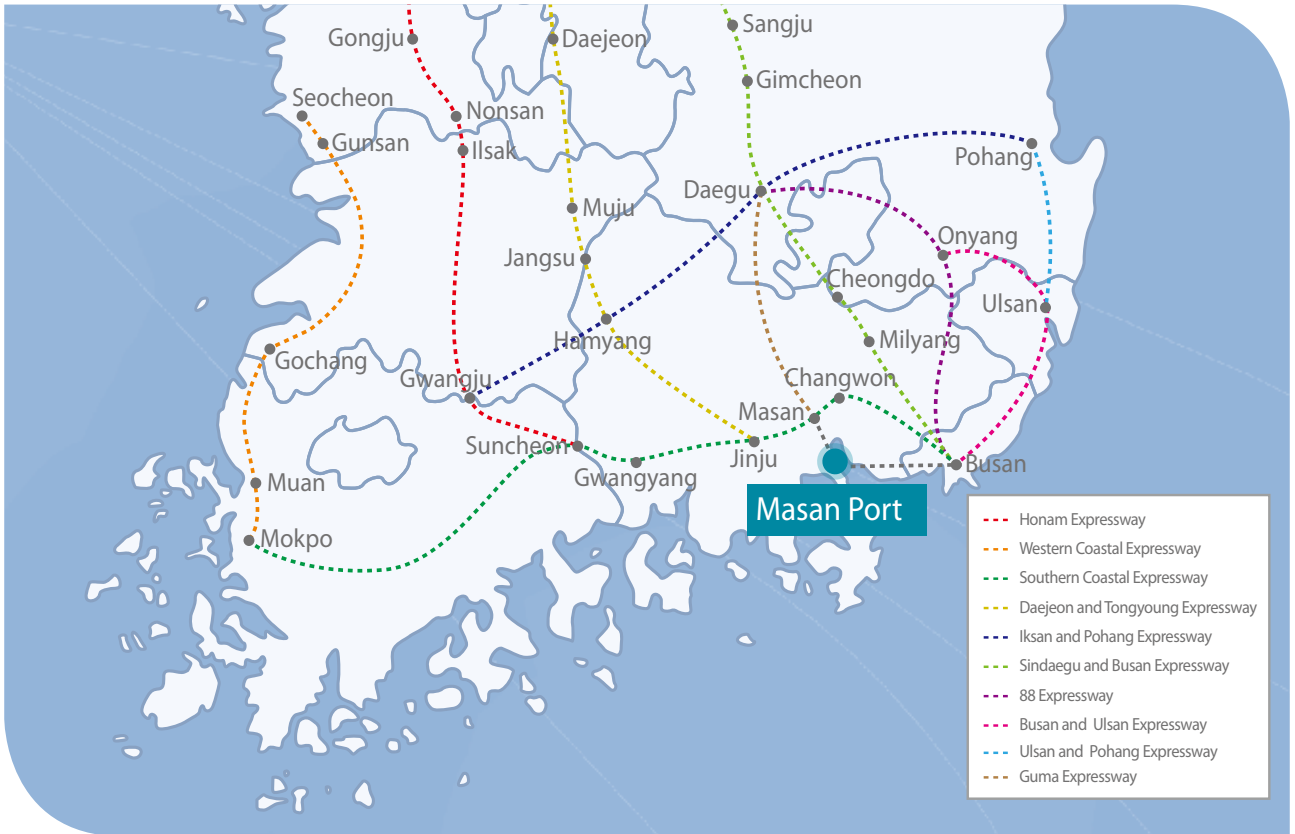 Sangju
Gongju
Daejeon
Gimcheon
Seocheon
Nonsan
Gunsan
Ilsak
Pohang
Daegu
Muju
Onyang
Jangsu
Cheongdo
Ulsan
Hamyang
Milyang
Gochang
Gwangju
Changwon
Masan
Suncheon
Jinju
Busan
Gwangyang
Muan
Masan Port
Mokpo
Honam Expressway
Western Coastal Expressway
Southern Coastal Expressway
Daejeon and Tongyoung Expressway
Iksan and Pohang Expressway
Sindaegu and Busan Expressway
88 Expressway
Busan and Ulsan Expressway
Ulsan and Pohang Expressway
Guma Expressway